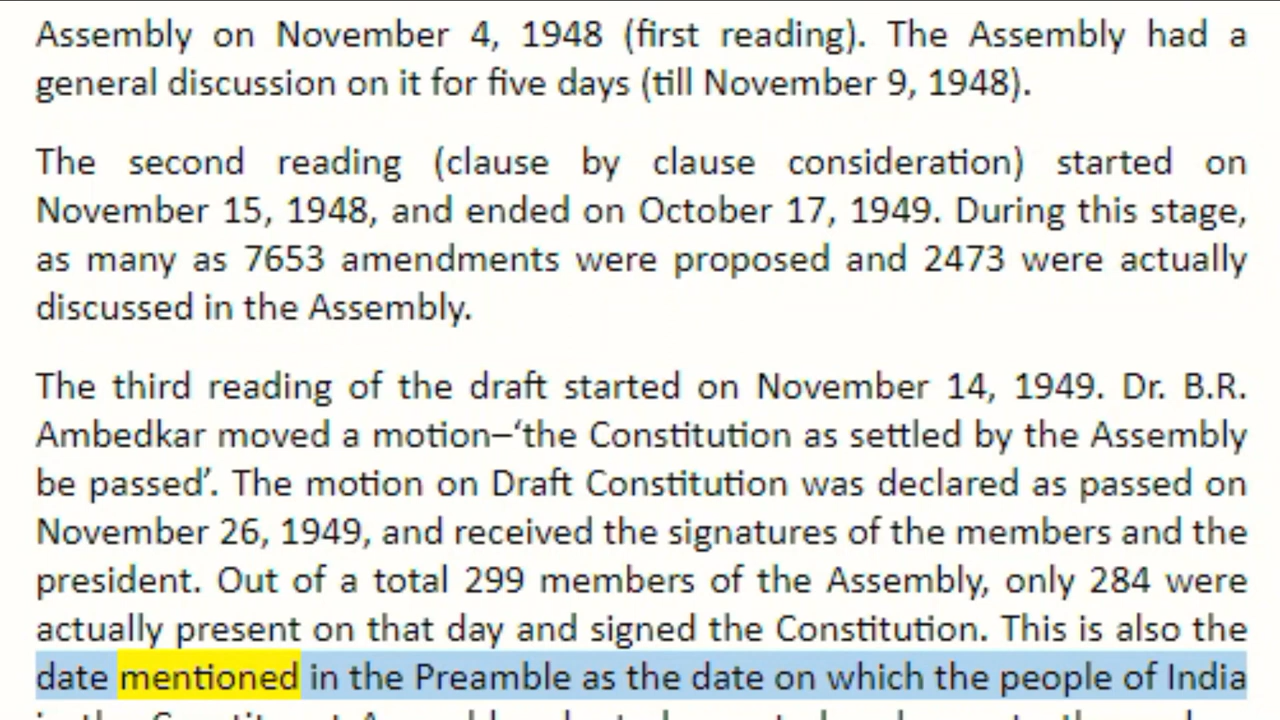 Assembly on November 4, 1948 (first reading). The Assembly had a
general discussion on it for five days (till November 9, 1948).
The second reading (clause by clause consideration) started on
November 15, 1948, and ended on October 17, 1949. During this stage,
as many as 7653 amendments were proposed and 2473 were actually
discussed in the Assembly.
The third reading of the draft started on November 14, 1949. Dr. B.R.
Ambedkar moved a motion–‘the Constitution as settled by the Assembly
be passed’. The motion on Draft Constitution was declared as passed on
November 26, 1949, and received the signatures of the members and the
president. Out of a total 299 members of the Assembly, only 284 were
actually present on that day and signed the Constitution. This is also the
date mentioned in the Preamble as the date on which the people of India